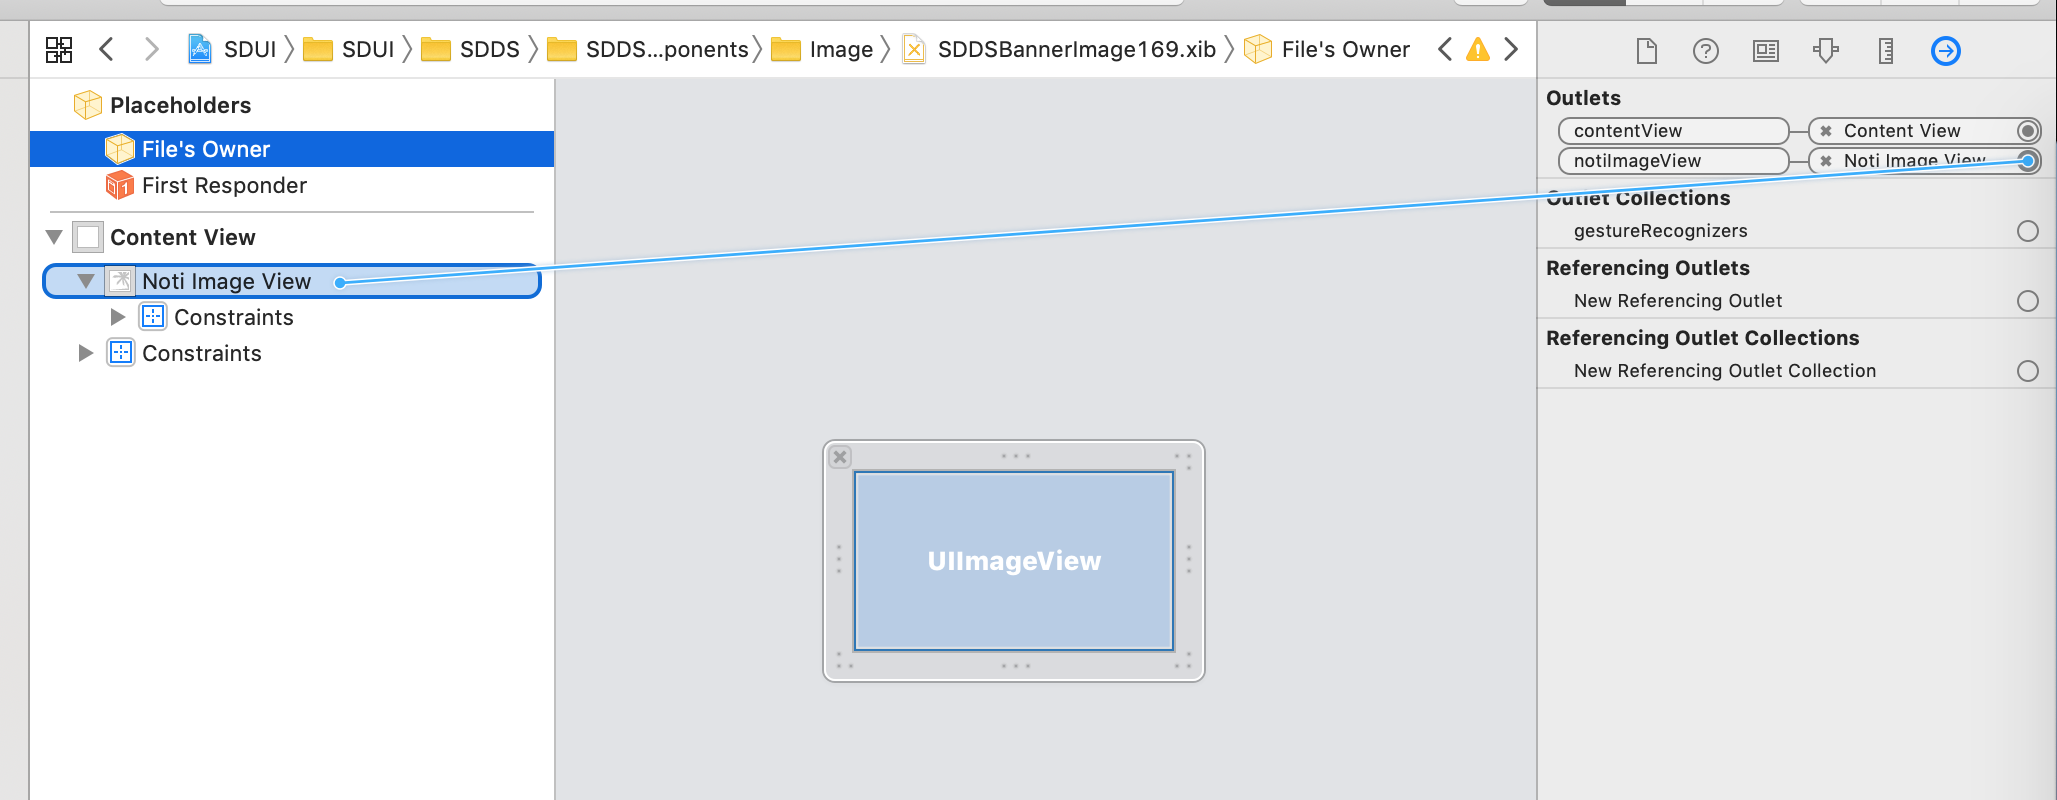 SDUI SDUI SDDS SDDS...ponents Image SDDSBannerImage169.xib File's Owner
Placeholders
File's Owner
First Responder
Content View
Noti Image View
Constraints
Constraints
UIImageView
Outlets
contentView Content View
notiImageView Noti Image View
Outlet Collections
gestureRecognizers
Referencing Outlets
New Referencing Outlet
Referencing Outlet Collections
New Referencing Outlet Collection